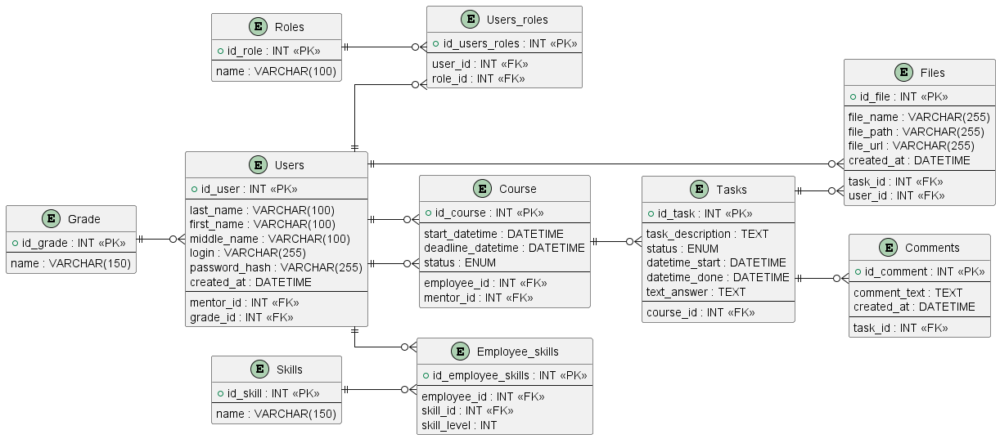 E Roles
id_role : INT «PK»
name : VARCHAR(100)
E Users_roles
id_users_roles : INT «PK»
user_id : INT «FK»
role_id : INT «FK»
E Files
id_file : INT «PK»
file_name : VARCHAR(255)
file_path : VARCHAR(255)
file_url : VARCHAR(255)
created_at : DATETIME
task_id : INT «FK»
user_id : INT «FK»
E Users
id_user : INT «PK»
last_name : VARCHAR(100)
first_name : VARCHAR(100)
middle_name : VARCHAR(100)
login : VARCHAR(255)
password_hash : VARCHAR(255)
created_at : DATETIME
mentor_id : INT «FK»
grade_id : INT «FK»
E Course
id_course : INT «PK»
start_datetime : DATETIME
deadline_datetime : DATETIME
status : ENUM
employee_id : INT «FK»
mentor_id : INT «FK»
E Tasks
id_task : INT «PK»
task_description : TEXT
status : ENUM
datetime_start : DATETIME
datetime_done : DATETIME
text_answer : TEXT
course_id : INT «FK»
E Grade
id_grade : INT «PK»
name : VARCHAR(150)
E Comments
id_comment : INT «PK»
comment_text : TEXT
created_at : DATETIME
task_id : INT «FK»
E Skills
id_skill : INT «PK»
name : VARCHAR(150)
E Employee_skills
id_employee_skills : INT «PK»
employee_id : INT «FK»
skill_id : INT «FK»
skill_level : INT